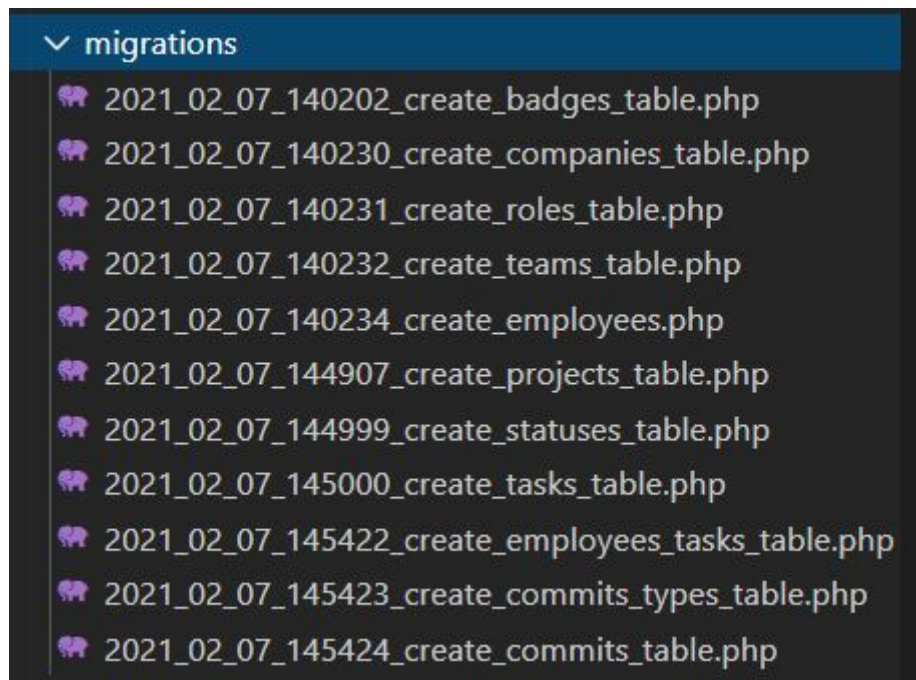 migrations
2021_02_07_140202_create_badges_table.php
2021_02_07_140230_create_companies_table.php
2021_02_07_140231_create_roles_table.php
2021_02_07_140232_create_teams_table.php
2021_02_07_140234_create_employees.php
2021_02_07_144907_create_projects_table.php
2021_02_07_144999_create_statuses_table.php
2021_02_07_145000_create_tasks_table.php
2021_02_07_145422_create_employees_tasks_table.php
2021_02_07_145423_create_commits_types_table.php
2021_02_07_145424_create_commits_table.php